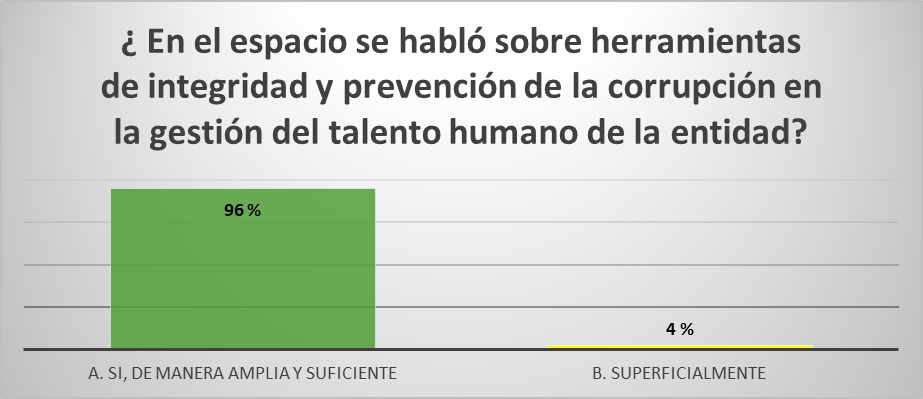 ¿ En el espacio se habló sobre herramientas
de integridad y prevención de la corrupción en
la gestión del talento humano de la entidad?
96 %
4 %
A. SI, DE MANERA AMPLIA Y SUFICIENTE
B. SUPERFICIALMENTE